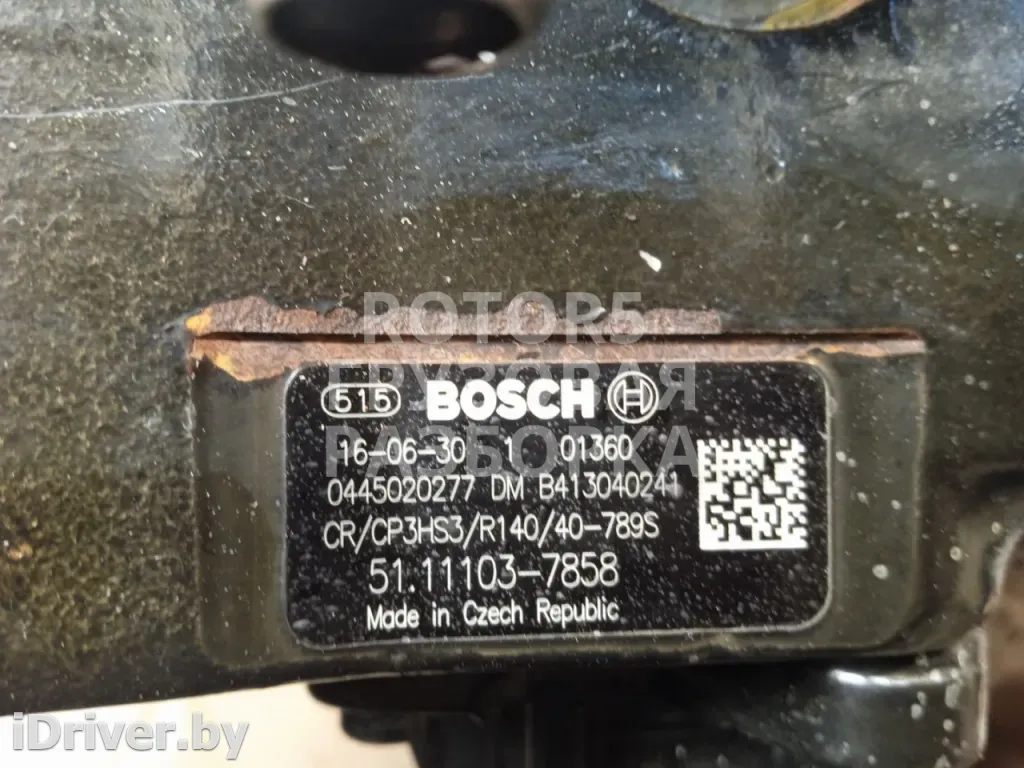 ROTOR5
ГРУЗОВАЯ
РАЗБОРКА
515 BOSCH
16-06-30 1 01360
0445020277 DM B413040241
CR/CP3HS3/R140/40-789S
51.11103-7858
Made in Czech Republic
iDriver.by